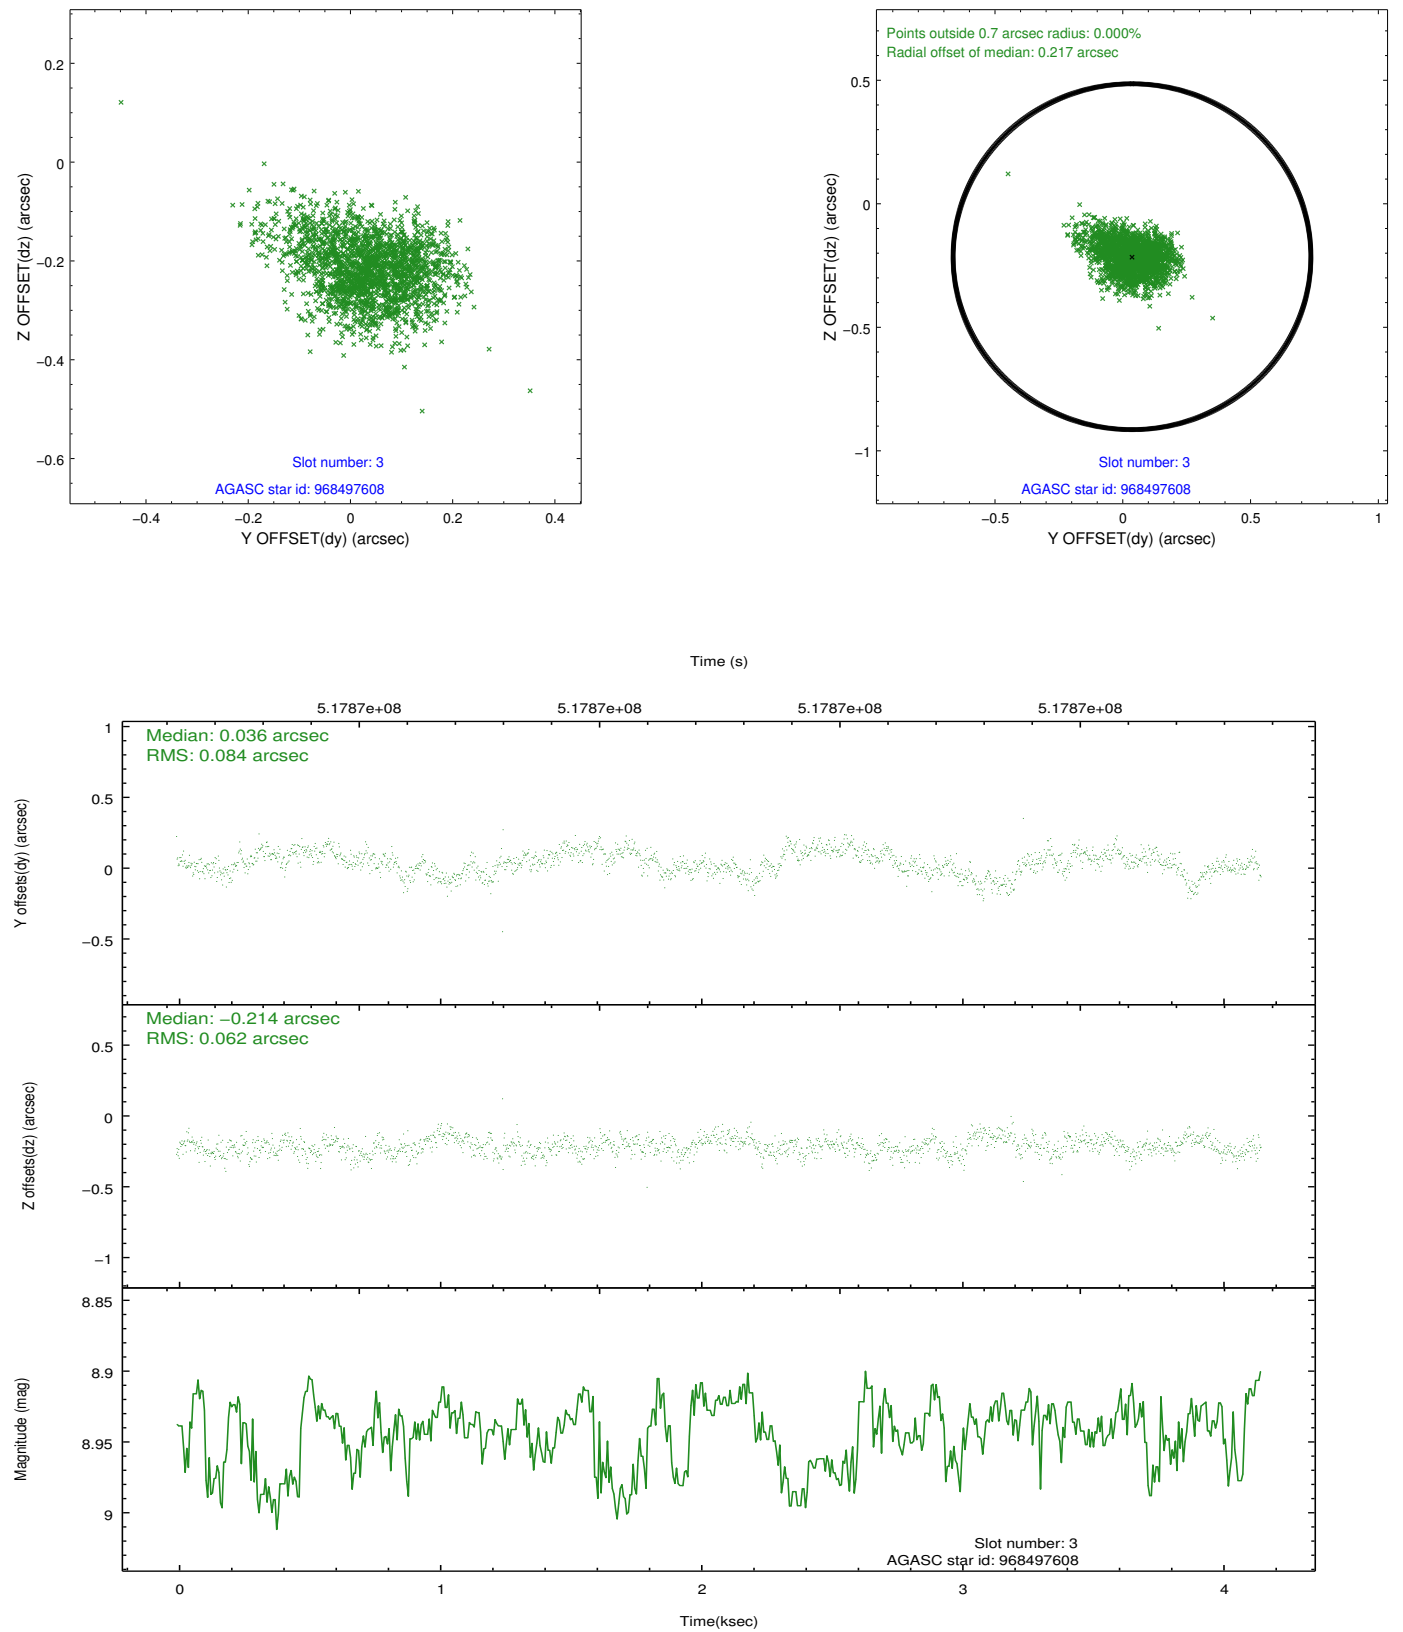 0.2
0
−0.2
−0.4
−0.6
Z OFFSET(dz) (arcsec)
Slot number: 3
AGASC star id: 968497608
−0.4 −0.2 0 0.2 0.4
Y OFFSET(dy) (arcsec)
Points outside 0.7 arcsec radius: 0.000%
Radial offset of median: 0.217 arcsec
0.5
0
−0.5
−1
Z OFFSET(dz) (arcsec)
Slot number: 3
AGASC star id: 968497608
−0.5 0 0.5 1
Y OFFSET(dy) (arcsec)
Time (s)
5.1787e+08 5.1787e+08 5.1787e+08 5.1787e+08
Median: 0.036 arcsec
RMS: 0.084 arcsec
1
0.5
0
−0.5
Y offsets(dy) (arcsec)
Median: −0.214 arcsec
RMS: 0.062 arcsec
0.5
0
−0.5
−1
Z offsets(dz) (arcsec)
8.85
8.9
8.95
9
Magnitude (mag)
Slot number: 3
AGASC star id: 968497608
0 1 2 3 4
Time(ksec)